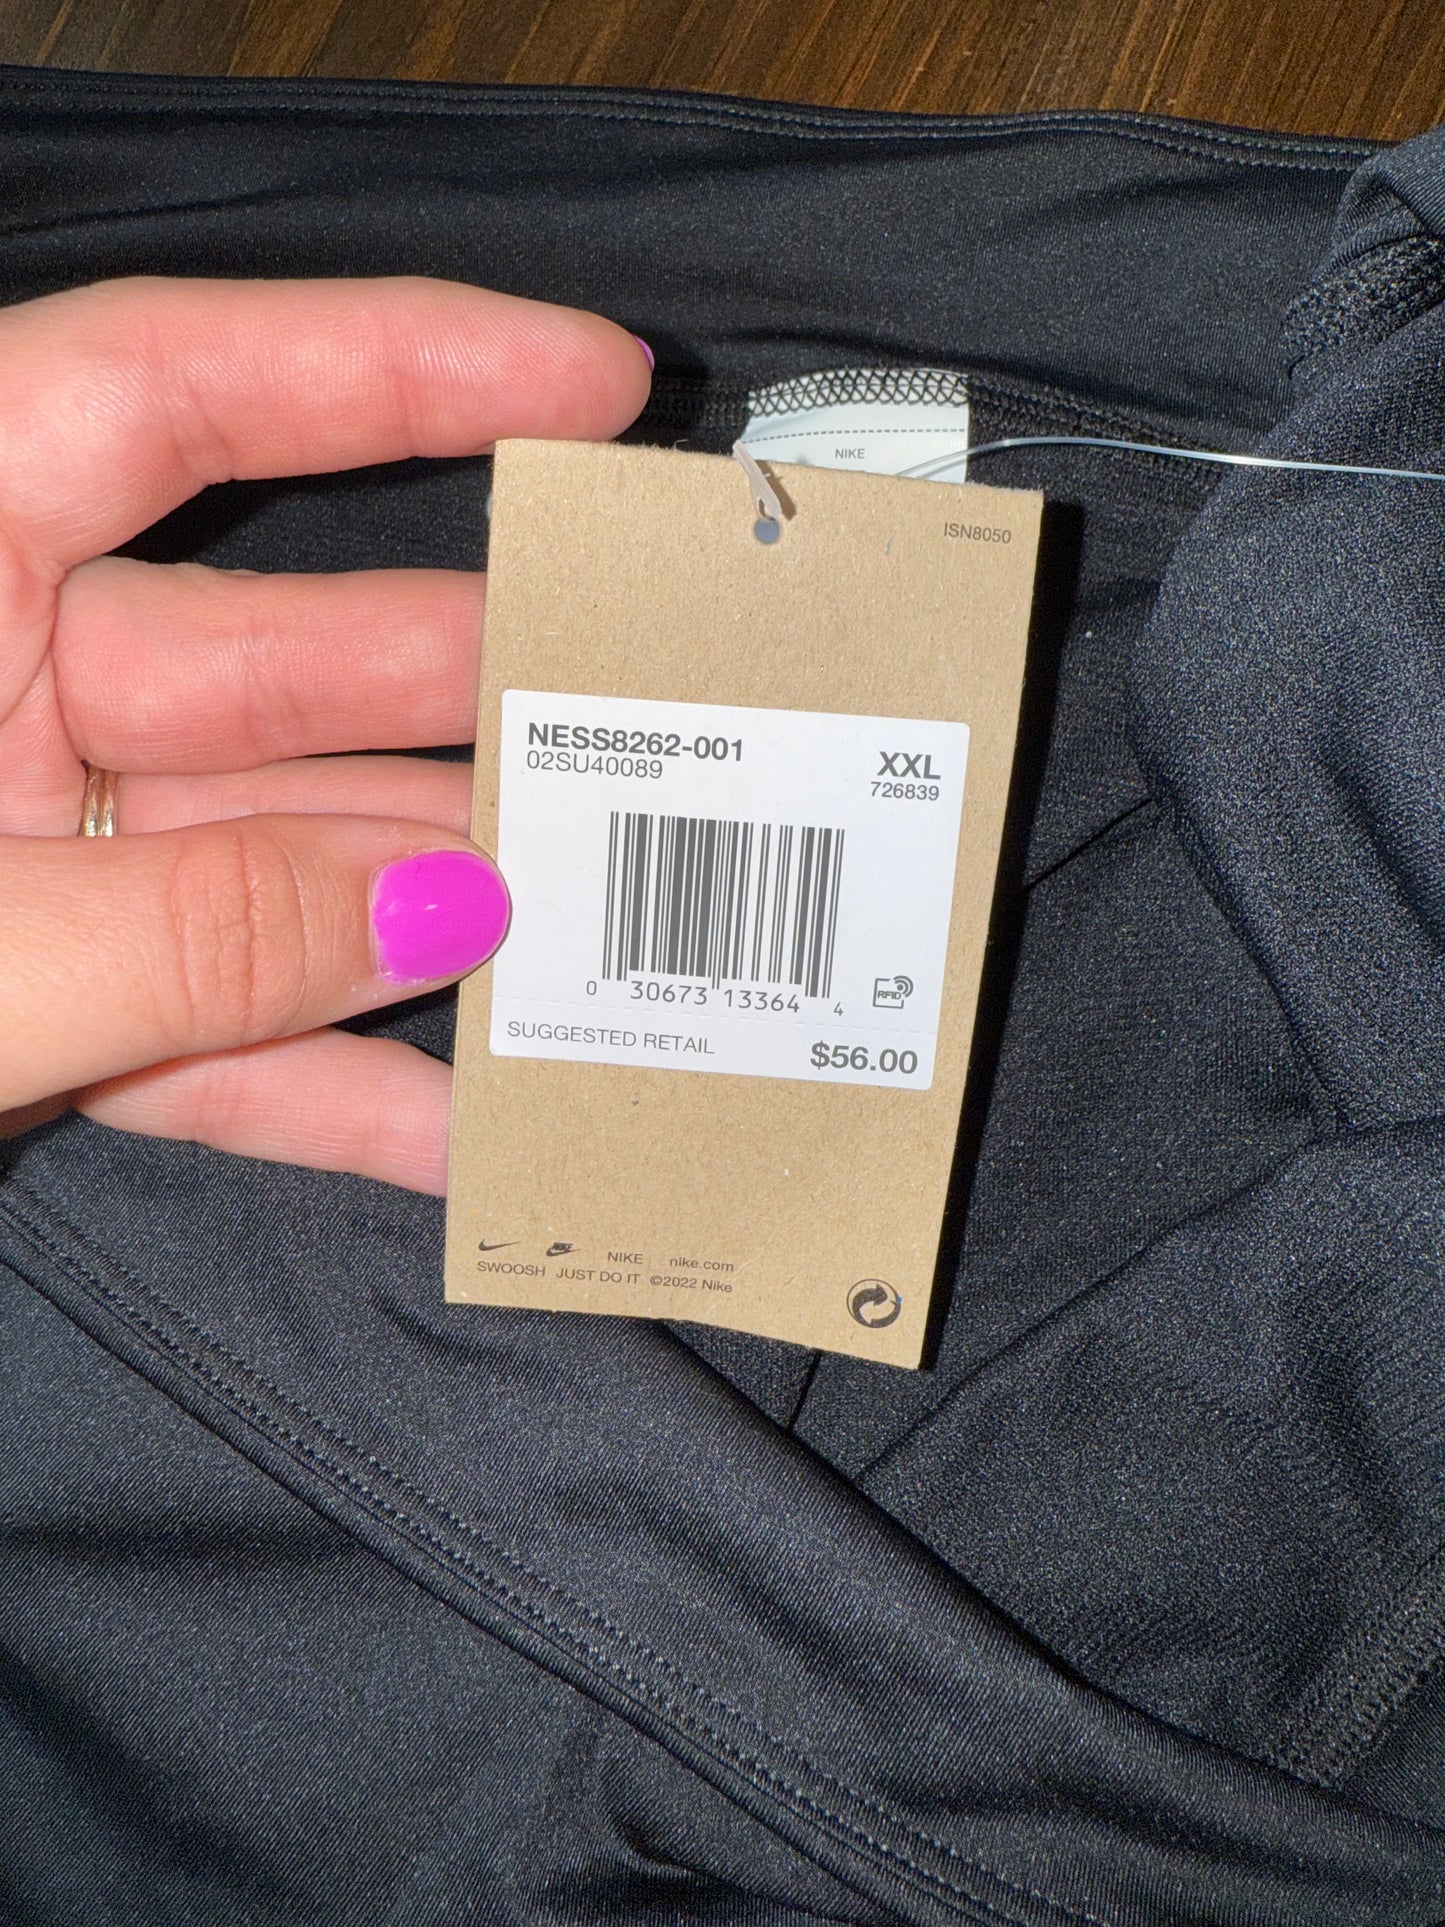 NIKE
ISN8050
NESS8262-001
02SU40089
XXL
726839
0 30673 13364 4
RFID
SUGGESTED RETAIL
$56.00
NIKE nike.com
SWOOSH JUST DO IT ©2022 Nike